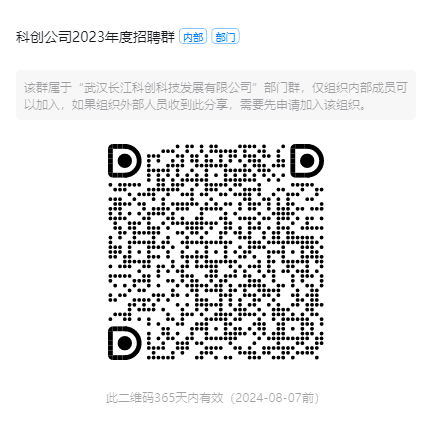 科创公司2023年度招聘群 内部 部门
该群属于“武汉长江科创科技发展有限公司”部门群，仅组织内部成员可
以加入，如果组织外部人员收到此分享，需要先申请加入该组织。
此二维码365天内有效（2024-08-07前）